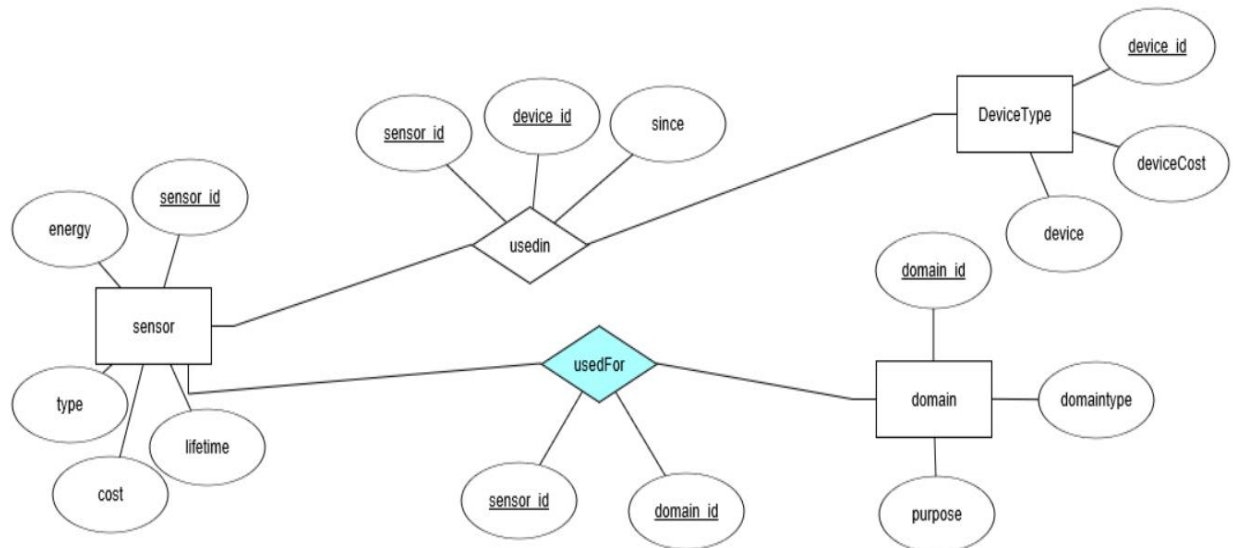 device_id
DeviceType
deviceCost
device
sensor_id
device_id
since
usedin
sensor_id
energy
sensor
type
cost
lifetime
usedFor
sensor_id
domain_id
domain_id
domain
domaintype
purpose